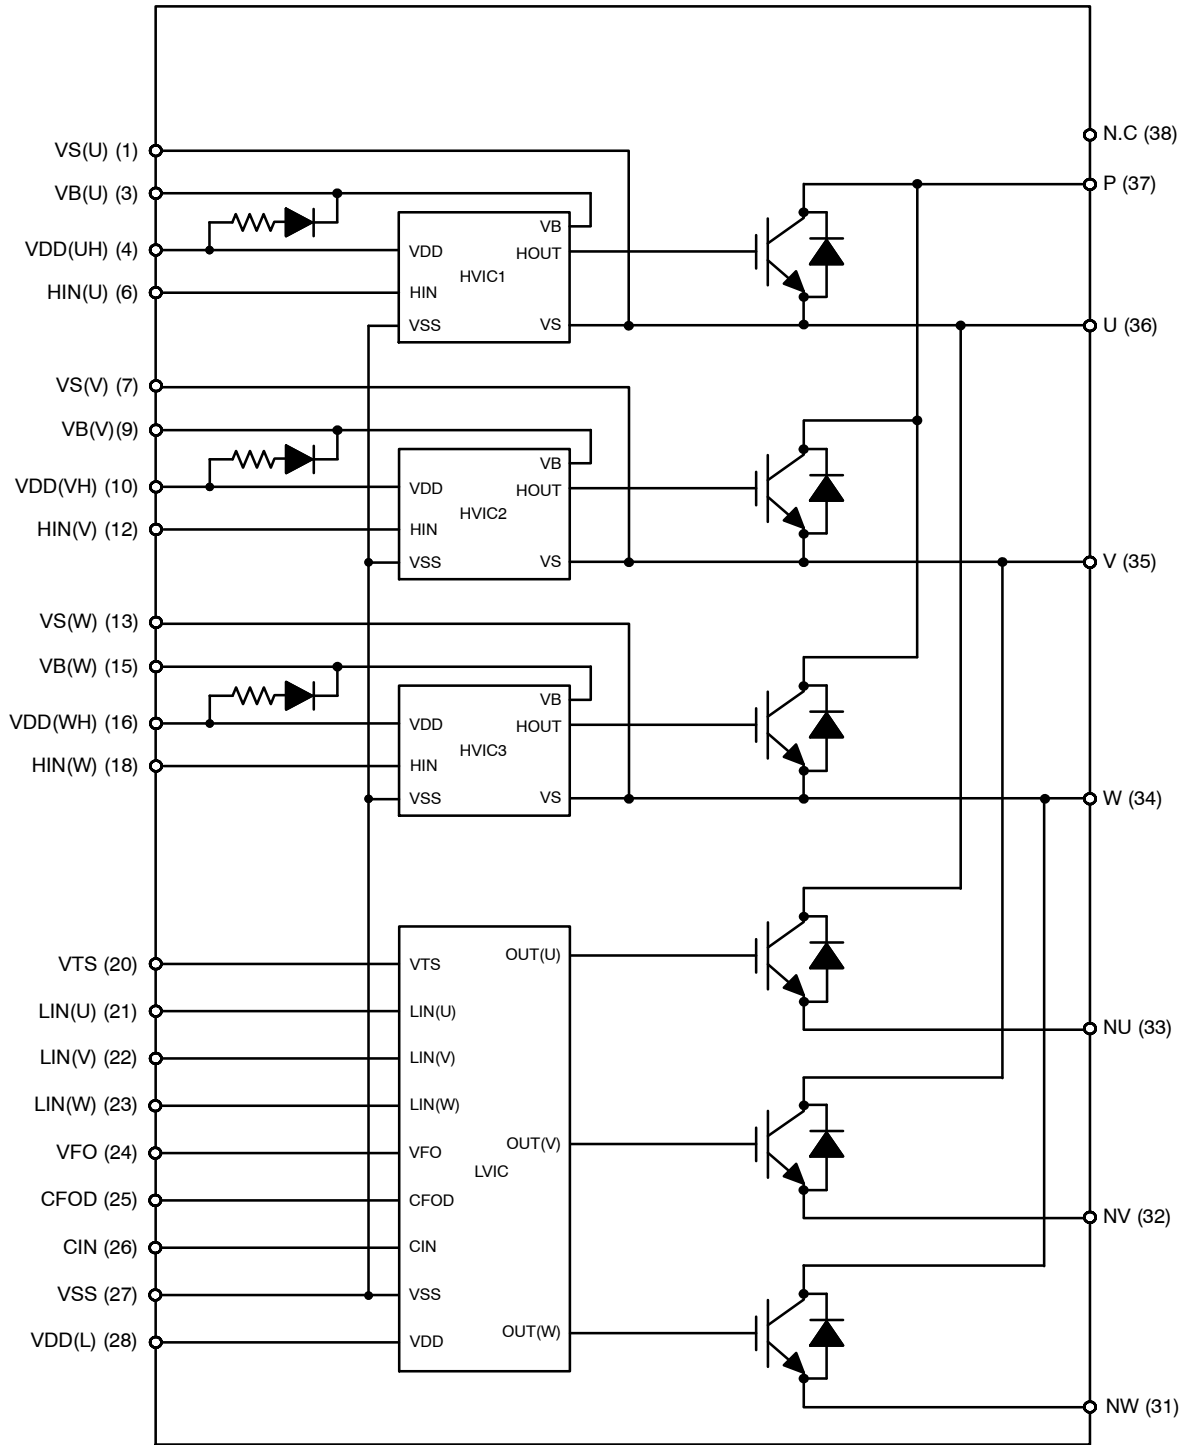 VS(U) (1)
VB(U) (3)
VDD(UH) (4)
HIN(U) (6)
VS(V) (7)
VB(V)(9)
VDD(VH) (10)
HIN(V) (12)
VS(W) (13)
VB(W) (15)
VDD(WH) (16)
HIN(W) (18)
VTS (20)
LIN(U) (21)
LIN(V) (22)
LIN(W) (23)
VFO (24)
CFOD (25)
CIN (26)
VSS (27)
VDD(L) (28)
VB
VDD
HOUT
HVIC1
HIN
VSS
VS
VB
VDD
HOUT
HVIC2
HIN
VSS
VS
VB
VDD
HOUT
HVIC3
HIN
VSS
VS
OUT(U)
VTS
LIN(U)
LIN(V)
LIN(W)
OUT(V)
VFO
LVIC
CFOD
CIN
VSS
OUT(W)
VDD
N.C (38)
P (37)
U (36)
V (35)
W (34)
NU (33)
NV (32)
NW (31)